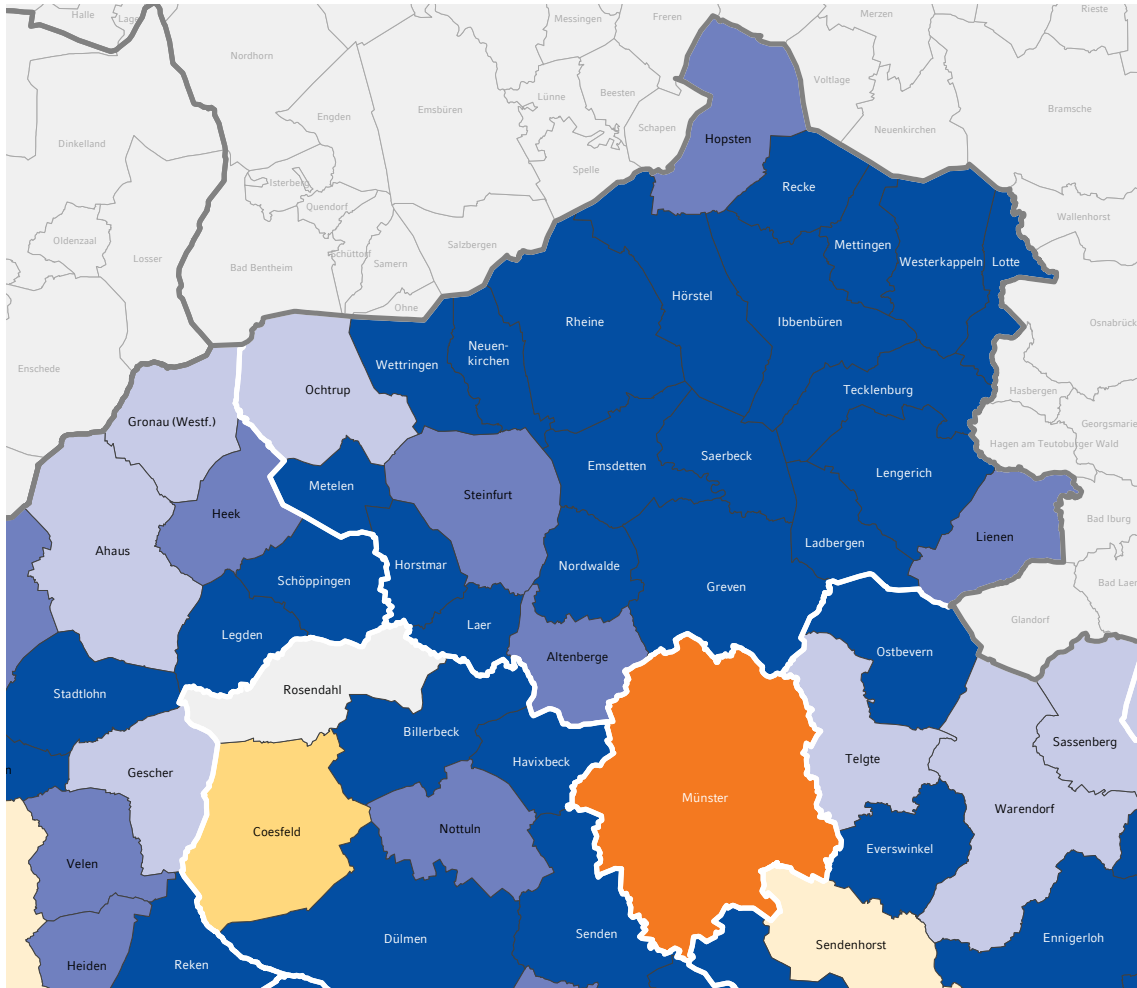 Halle
Lage
Messingen
Freren
Merzen
Rieste
Nordhorn
Voltlage
Lünne
Beesten
Engden
Emsbüren
Bramsche
Schapen
Neuenkirchen
Dinkelland
Hopsten
Spelle
Isterberg
Recke
Quendorf
Wallenhorst
Oldenzaal
Mettingen
Salzbergen
Losser
Schüttorf
Samern
Bad Bentheim
Westerkappeln
Lotte
Hörstel
Ohne
Rheine
Ibbenbüren
Osnabrück
Neuen-
kirchen
Wettringen
Enschede
Ochtrup
Tecklenburg
Hasbergen
Gronau (Westf.)
Georgsmarie
Hagen am Teutoburger Wald
Saerbeck
Emsdetten
Lengerich
Metelen
Steinfurt
Heek
Bad Iburg
Lienen
Ladbergen
Ahaus
Horstmar
Nordwalde
Schöppingen
Bad Laer
Greven
Glandorf
Laer
Legden
Ostbevern
Altenberge
Rosendahl
Stadtlohn
Billerbeck
Sassenberg
Telgte
Havixbeck
n
Gescher
Münster
Warendorf
Nottuln
Coesfeld
Everswinkel
Velen
Senden
Dülmen
Ennigerloh
Sendenhorst
Heiden
Reken